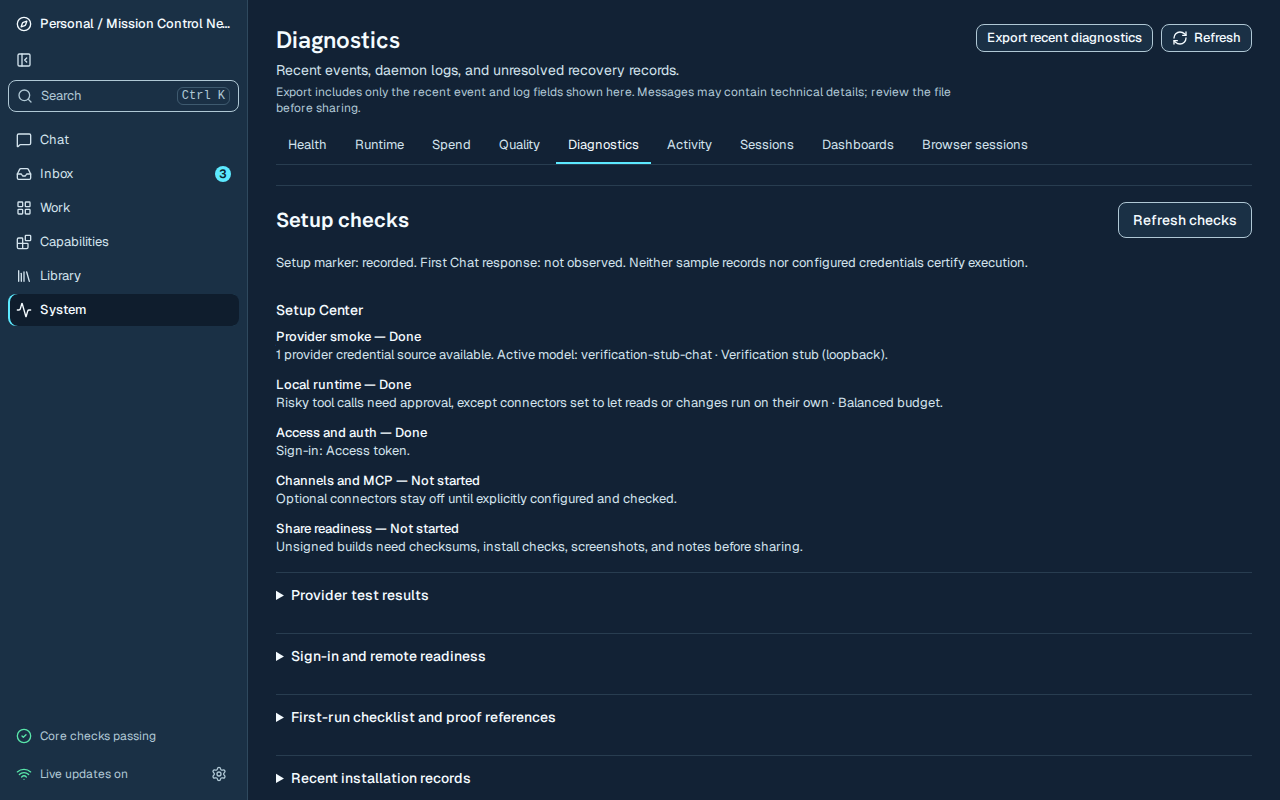 Personal / Mission Control Ne...
Search
Ctrl K
Chat
Inbox
3
Work
Capabilities
Library
System
Core checks passing
Live updates on
Diagnostics
Export recent diagnostics
Refresh
Recent events, daemon logs, and unresolved recovery records.
Export includes only the recent event and log fields shown here. Messages may contain technical details; review the file
before sharing.
Health
Runtime
Spend
Quality
Diagnostics
Activity
Sessions
Dashboards
Browser sessions
Setup checks
Refresh checks
Setup marker: recorded. First Chat response: not observed. Neither sample records nor configured credentials certify execution.
Setup Center
Provider smoke — Done
1 provider credential source available. Active model: verification-stub-chat · Verification stub (loopback).
Local runtime — Done
Risky tool calls need approval, except connectors set to let reads or changes run on their own · Balanced budget.
Access and auth — Done
Sign-in: Access token.
Channels and MCP — Not started
Optional connectors stay off until explicitly configured and checked.
Share readiness — Not started
Unsigned builds need checksums, install checks, screenshots, and notes before sharing.
Provider test results
Sign-in and remote readiness
First-run checklist and proof references
Recent installation records